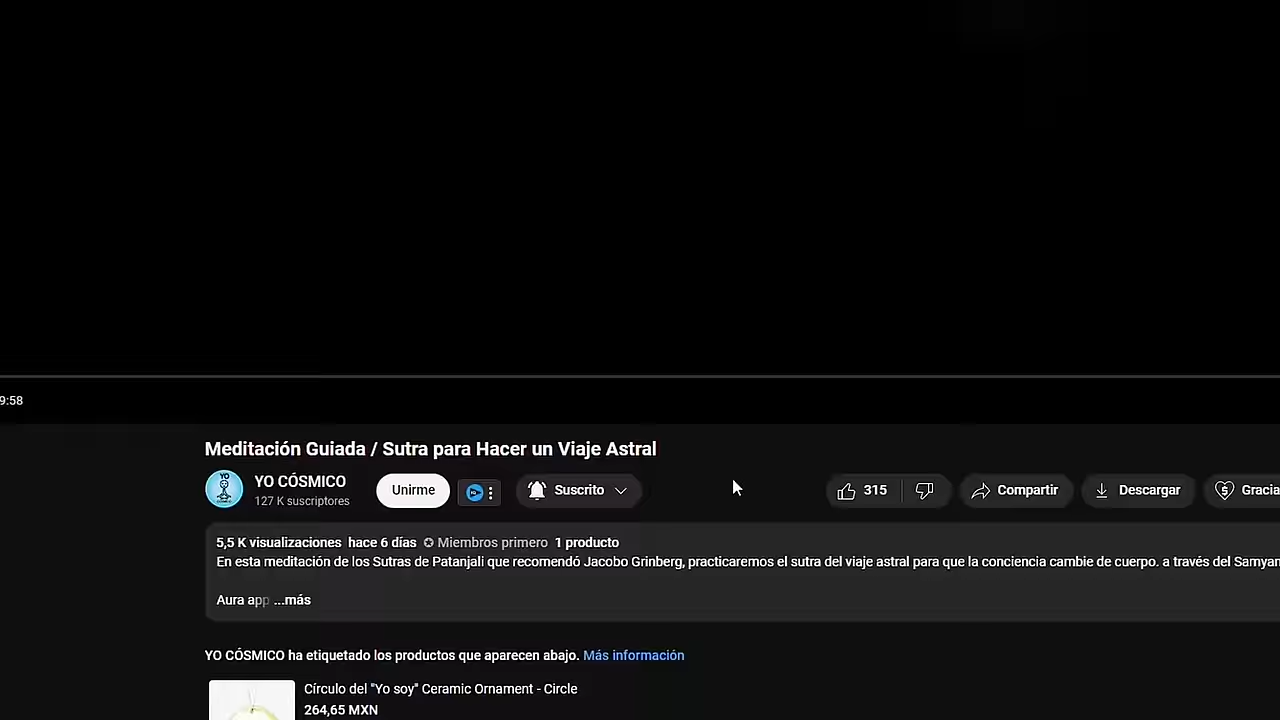 9:58
Meditación Guiada / Sutra para Hacer un Viaje Astral
YO CÓSMICO
127 K suscriptores
Unirme
Suscrito
315
Compartir
Descargar
Gracia
5,5 K visualizaciones hace 6 días ✪ Miembros primero 1 producto
En esta meditación de los Sutras de Patanjali que recomendó Jacobo Grinberg, practicaremos el sutra del viaje astral para que la conciencia cambie de cuerpo. a través del Samyan
Aura app ...más
YO CÓSMICO ha etiquetado los productos que aparecen abajo. Más información
Círculo del "Yo soy" Ceramic Ornament - Circle
264,65 MXN